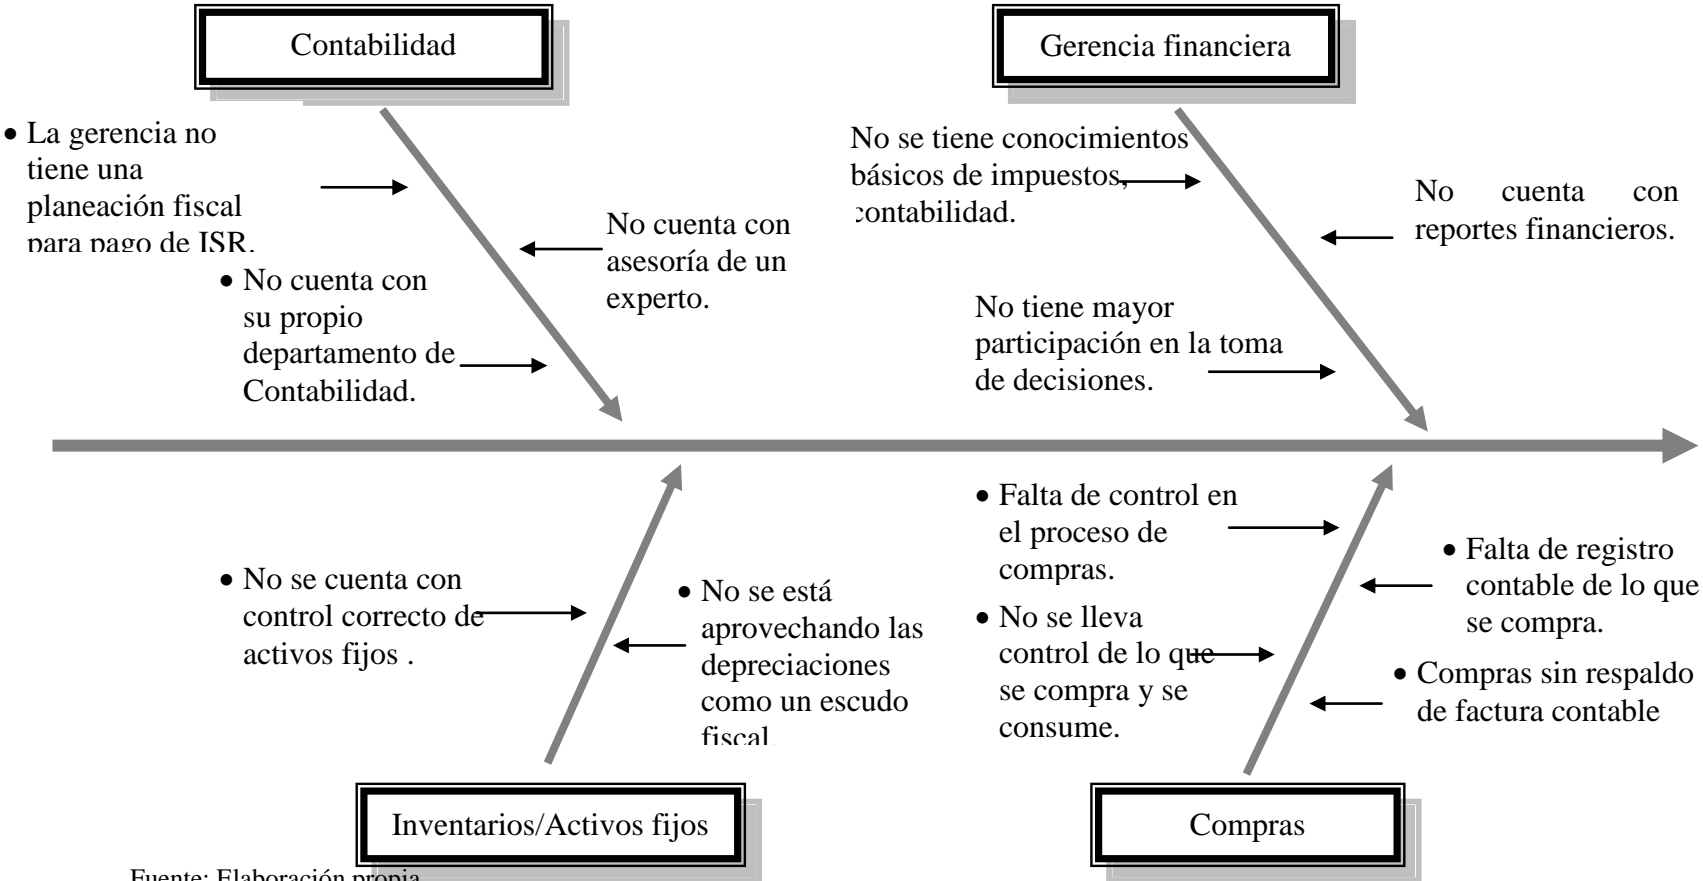 Contabilidad
Gerencia financiera
• La gerencia no
tiene una
planeación fiscal
para pago de ISR.
No cuenta con
asesoría de un
experto.
• No cuenta con
su propio
departamento de
Contabilidad.
No se tiene conocimientos
básicos de impuestos,
contabilidad.
No cuenta con
reportes financieros.
No tiene mayor
participación en la toma
de decisiones.
• No se cuenta con
control correcto de
activos fijos .
• No se está
aprovechando las
depreciaciones
como un escudo
fiscal.
• Falta de control en
el proceso de
compras.
• No se lleva
control de lo que
se compra y se
consume.
• Falta de registro
contable de lo que
se compra.
• Compras sin respaldo
de factura contable
Inventarios/Activos fijos
Compras
Fuente: Elaboración propia